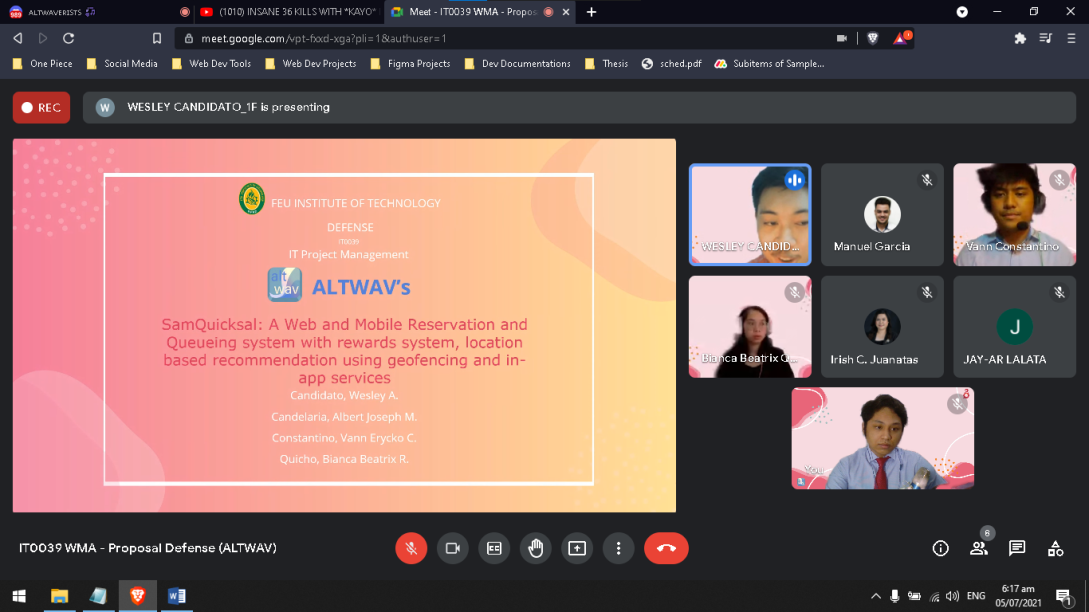 ALTWAVERISTS
(1010) INSANE 36 KILLS WITH *KAYO*
Meet - IT0039 WMA - Propos
meet.google.com/vpt-fixxd-xga?pli=1&authuser=1
One Piece
Social Media
Web Dev Tools
Web Dev Projects
Figma Projects
Dev Documentations
Thesis
sched.pdf
Subitems of Sample...
REC
W
WESLEY CANDIDATO_1F is presenting
FEU INSTITUTE OF TECHNOLOGY
DEFENSE
IT0039
IT Project Management
alt
wav
ALTWAV's
SamQuicksal: A Web and Mobile Reservation and
Queueing system with rewards system, location
based recommendation using geofencing and in-
app services
Candidato, Wesley A.
Candelaria, Albert Joseph M.
Constantino, Vann Erycko C.
Quicho, Bianca Beatrix R.
WESLEY CANDID...
Manuel Garcia
Vann Constantino
Bianca Beatrix Q...
Irish C. Juanatas
J
JAY-AR LALATA
You
IT0039 WMA - Proposal Defense (ALTWAV)
6
ENG
6:17 am
05/07/2021
1